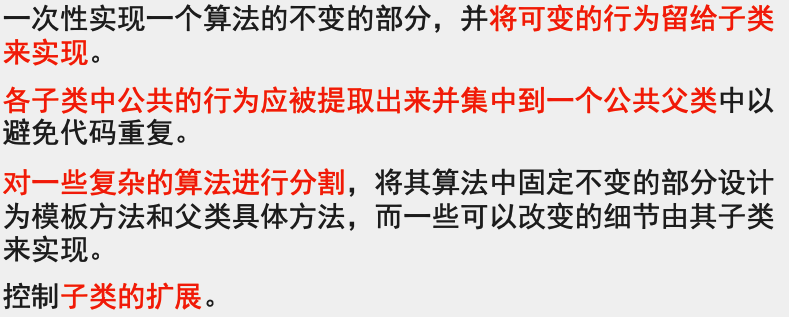 一次性实现一个算法的不变的部分，并将可变的行为留给子类
来实现。
各子类中公共的行为应被提取出来并集中到一个公共父类中以
避免代码重复。
对一些复杂的算法进行分割，将其算法中固定不变的部分设计
为模板方法和父类具体方法，而一些可以改变的细节由其子类
来实现。
控制子类的扩展。